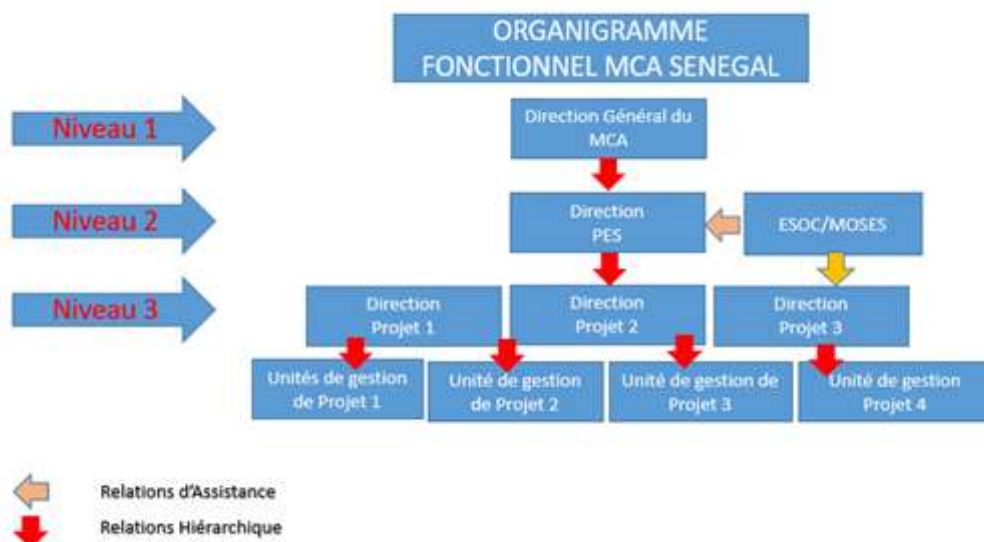 ORGANIGRAMME
FONCTIONNEL MCA SENEGAL
Niveau 1
Direction Général du
MCA
Niveau 2
Direction
PES
ESOC/MOSES
Niveau 3
Direction
Projet 1
Direction
Projet 2
Direction
Projet 3
Unités de gestion
de Projet 1
Unité de gestion
de Projet 2
Unité de gestion de
Projet 3
Unité de gestion
Projet 4
Relations d'Assistance
Relations Hiérarchique